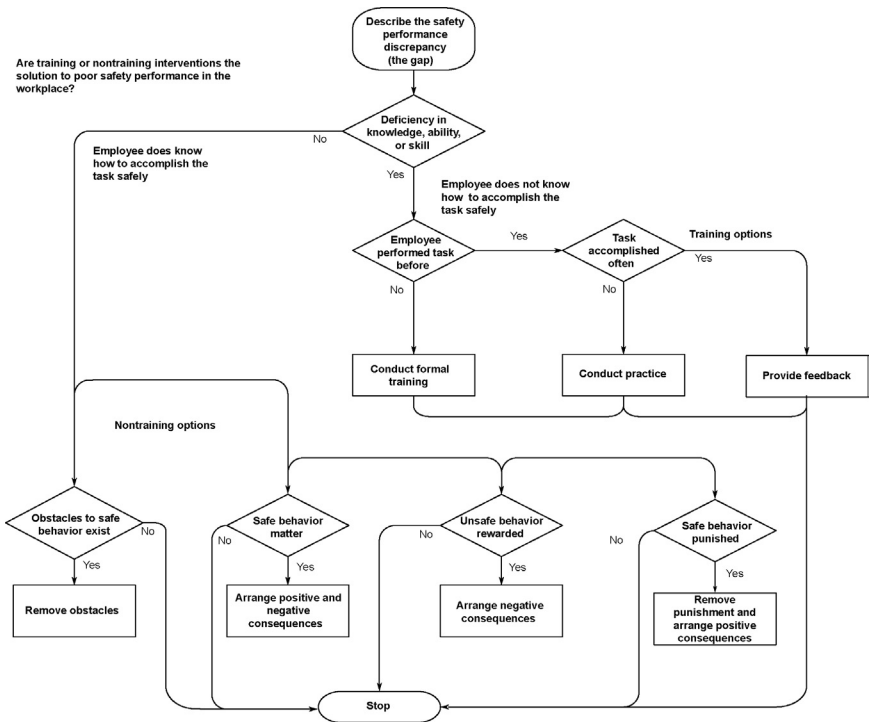 Describe the safety
performance
discrepancy
(the gap)
Are training or nontraining interventions the
solution to poor safety performance in the
workplace?
Deficiency in
knowledge, ability,
or skill
No
Employee does know
how to accomplish the
task safely
Yes
Employee does not know
how to accomplish the
task safely
Employee
performed task
before
Yes
Task
accomplished
often
Training options
Yes
No
No
Conduct formal
training
Conduct practice
Provide feedback
Nontraining options
Obstacles to safe
behavior exist
No
Yes
Remove obstacles
Safe behavior
matter
No
Yes
Arrange positive and
negative
consequences
Unsafe behavior
rewarded
No
Yes
Arrange negative
consequences
Safe behavior
punished
No
Yes
Remove
punishment and
arrange positive
consequences
Stop